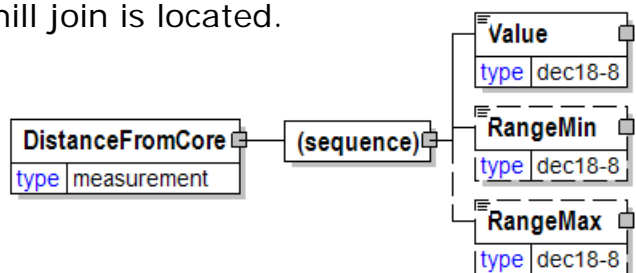 mill join is located.
Value
type dec18-8
DistanceFromCore
type measurement
(sequence)
RangeMin
type dec18-8
RangeMax
type dec18-8